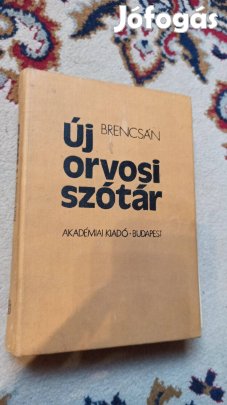 Jófogás
BRENCSÁN
Új
orvosi
szótár
AKADÉMIAI KIADÓ · BUDAPEST